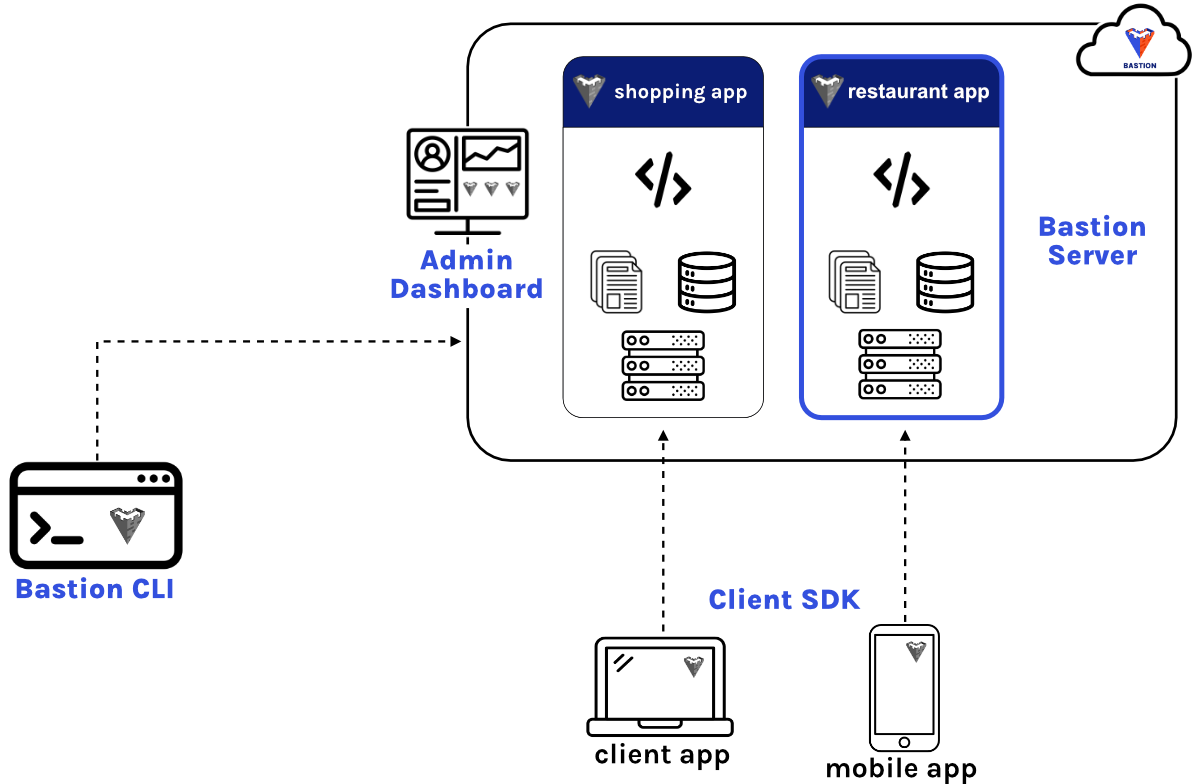 BASTION
shopping app
restaurant app
Bastion
Server
Admin
Dashboard
Bastion CLI
Client SDK
client app
mobile app